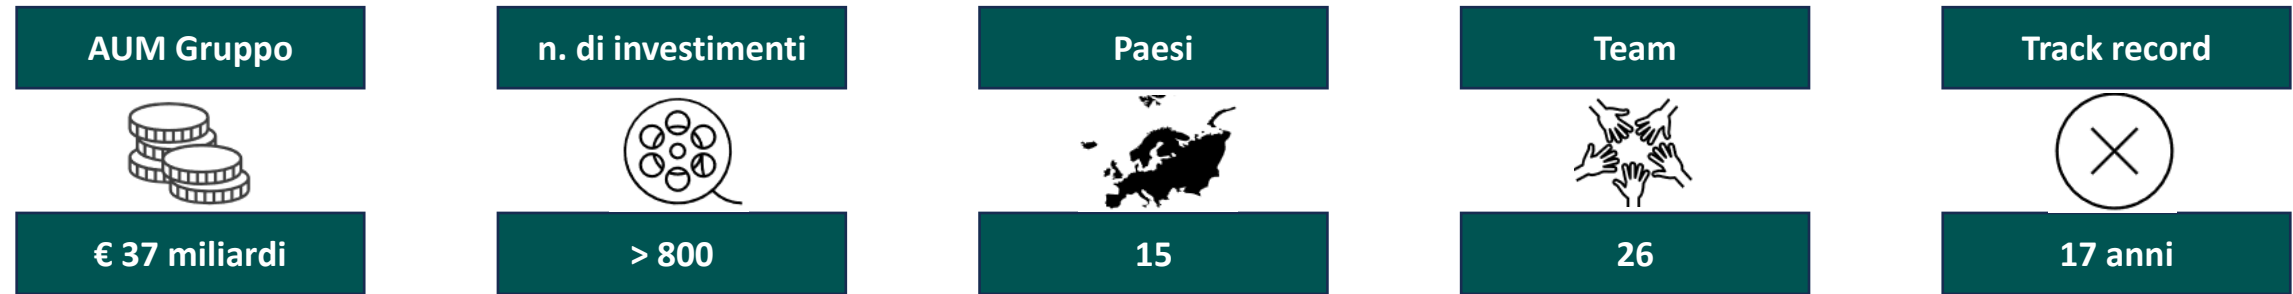 AUM Gruppo
n. di investimenti
Paesi
Team
Track record
€ 37 miliardi
> 800
15
26
17 anni